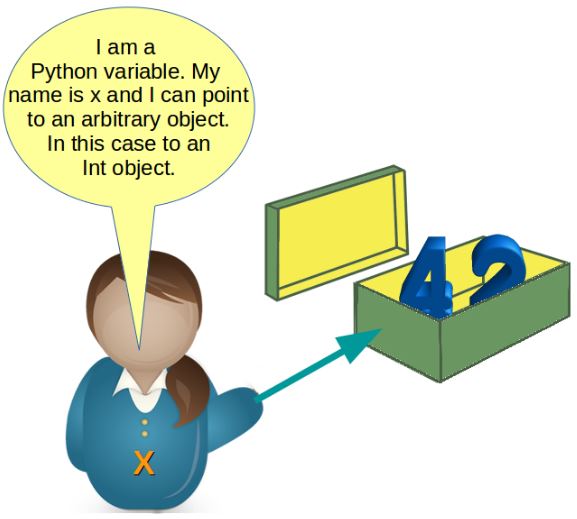 I am a
Python variable. My
name is x and I can point
to an arbitrary object.
In this case to an
Int object.
42
X